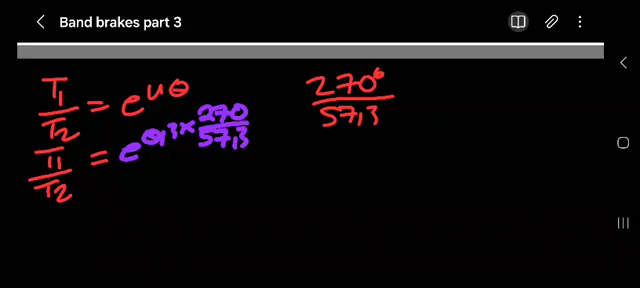 Band brakes part 3
T1/T2 = e^uθ
270°/57,3
T1/T2 = e^0,3×270/57,3